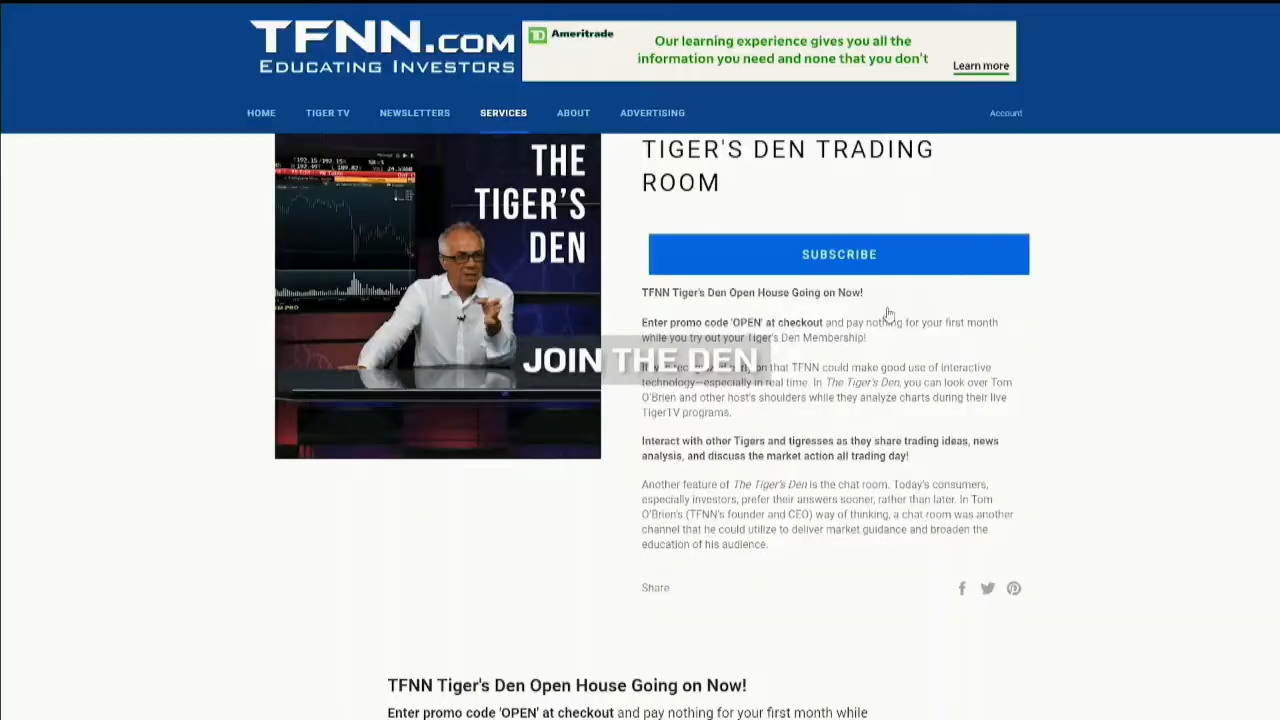 TFNN.COM
EDUCATING INVESTORS
TD Ameritrade
Our learning experience gives you all the
information you need and none that you don't
Learn more
HOME TIGER TV NEWSLETTERS SERVICES ABOUT ADVERTISING Account
THE
TIGER'S
DEN
TIGER'S DEN TRADING
ROOM
SUBSCRIBE
TFNN Tiger's Den Open House Going on Now!
Enter promo code 'OPEN' at checkout and pay nothing for your first month
while you try out your Tiger's Den Membership!
JOIN THE DEN
that TFNN could make good use of interactive
technology—especially in real time. In The Tiger's Den, you can look over Tom
O'Brien and other host's shoulders while they analyze charts during their live
TigerTV programs.
Interact with other Tigers and tigresses as they share trading ideas, news
analysis, and discuss the market action all trading day!
Another feature of The Tiger's Den is the chat room. Today's consumers,
especially investors, prefer their answers sooner, rather than later. In Tom
O'Brien's (TFNN's founder and CEO) way of thinking, a chat room was another
channel that he could utilize to deliver market guidance and broaden the
education of his audience.
Share
TFNN Tiger's Den Open House Going on Now!
Enter promo code 'OPEN' at checkout and pay nothing for your first month while